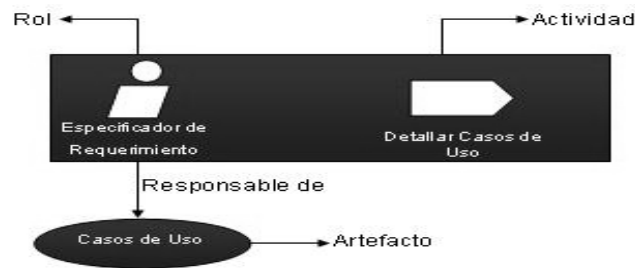 Rol
Actividad
Especificador de
Requerimiento
Detallar Casos de
Uso
Responsable de
Casos de Uso
Artefacto